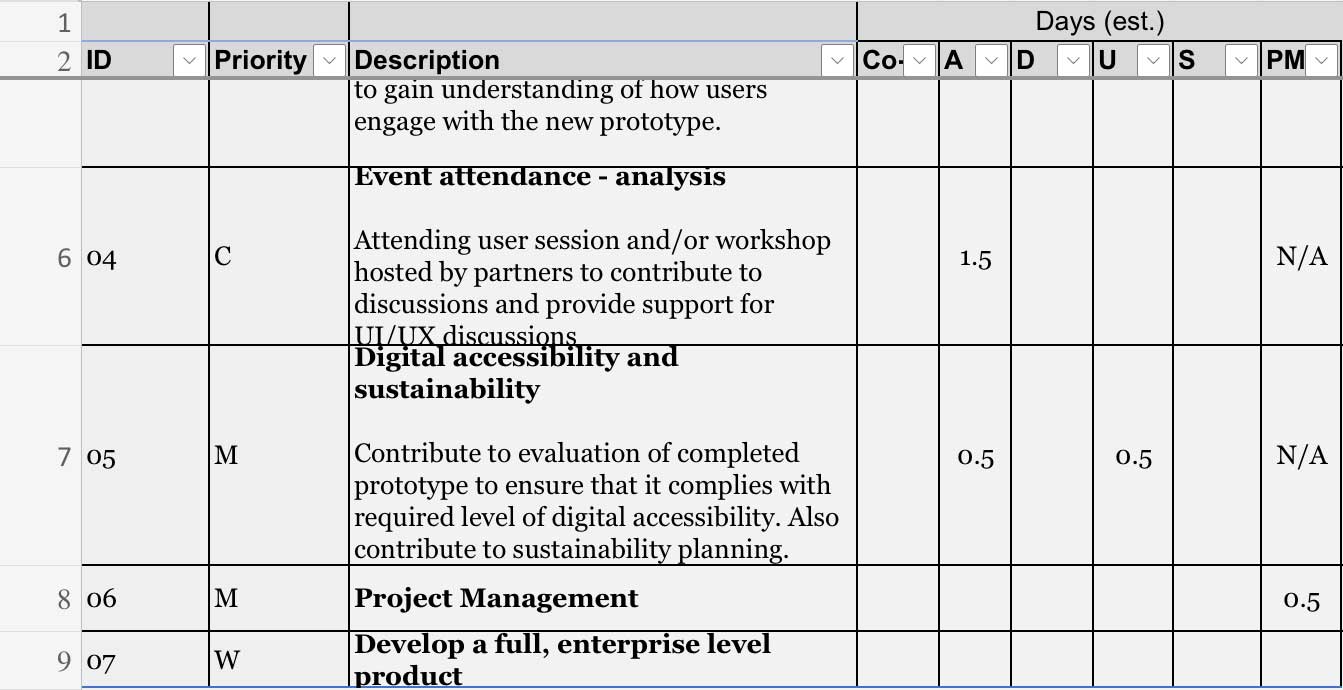 1 Days (est.)
2 ID Priority Description Co- A D U S PM
to gain understanding of how users
engage with the new prototype.
Event attendance - analysis
Attending user session and/or workshop
6 04 C hosted by partners to contribute to 1.5 N/A
discussions and provide support for
UI/UX discussions
Digital accessibility and
sustainability
7 05 M Contribute to evaluation of completed 0.5 0.5 N/A
prototype to ensure that it complies with
required level of digital accessibility. Also
contribute to sustainability planning.
8 06 M Project Management 0.5
9 07 W Develop a full, enterprise level
product